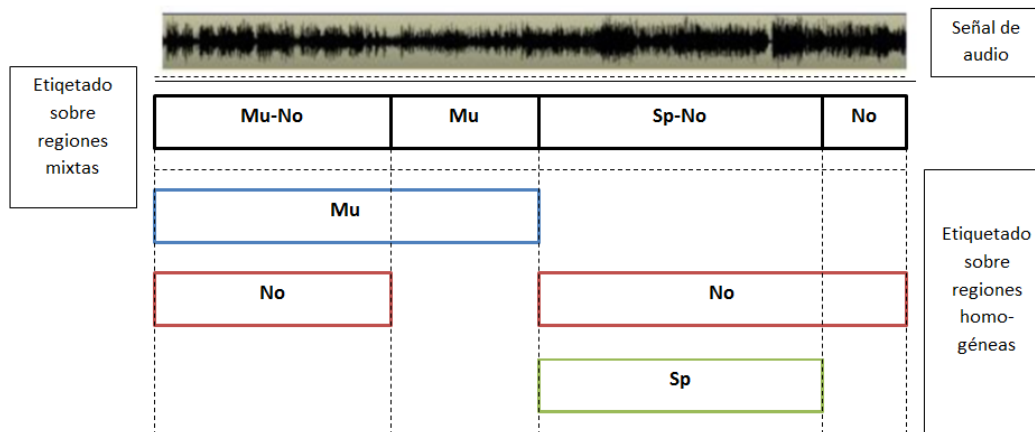 Señal de
audio
Etiqetado
sobre
regiones
mixtas
Mu-No
Mu
Sp-No
No
Mu
No
No
Sp
Etiquetado
sobre
regiones
homo-
géneas